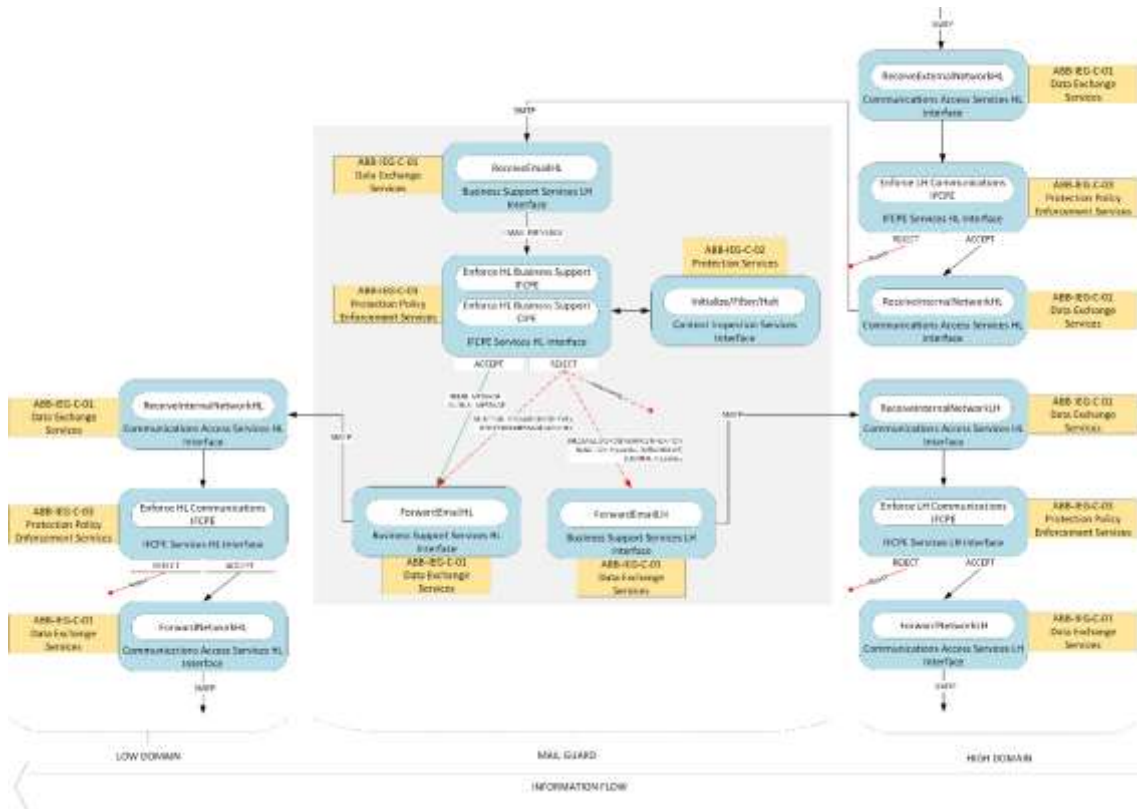 SMTP
ReceiveExternalNetworkHL
Communications Access Services HL
Interface
ABB-IEG-C-01
Data Exchange
Services
SMTP
ABB-IEG-C-01
Data Exchange
Services
ReceiveEmailHL
Business Support Services LH
Interface
Enforce LH Communications
IFCPE
IFCPE Services HL Interface
ABB-IEG-C-03
Protection Policy
Enforcement Services
REJECT
ACCEPT
ABB-IEG-C-03
Protection Policy
Enforcement Services
Enforce HL Business Support
IFCPE
Enforce HL Business Support
CIPE
IFCPE Services HL Interface
ABB-IEG-C-02
Protection Services
Initialize/Filter/Halt
Content Inspection Services
Interface
ReceiveInternalNetworkHL
Communications Access Services HL
Interface
Data Exchange
Services
ACCEPT
REJECT
ABB-IEG-C-01
Data Exchange
Services
ReceiveInternalNetworkHL
Communications Access Services HL
Interface
SMTP
SMTP
ReceiveInternalNetworkLH
Communications Access Services HL
Interface
ABB-IEG-C-01
Data Exchange
Services
ABB-IEG-C-03
Protection Policy
Enforcement Services
Enforce HL Communications
IFCPE
IFCPE Services HL Interface
REJECT
ACCEPT
ForwardEmailHL
Business Support Services HL
Interface
ABB-IEG-C-01
Data Exchange
Services
ForwardEmailLH
Business Support Services LH
Interface
ABB-IEG-C-01
Data Exchange
Services
Enforce LH Communications
IFCPE
IFCPE Services LH Interface
ABB-IEG-C-03
Protection Policy
Enforcement Services
REJECT
ACCEPT
ABB-IEG-C-01
Data Exchange
Services
ForwardNetworkHL
Communications Access Services HL
Interface
SMTP
ForwardNetworkLH
Communications Access Services LH
Interface
ABB-IEG-C-01
Data Exchange
Services
SMTP
LOW DOMAIN
MAIL GUARD
HIGH DOMAIN
INFORMATION FLOW